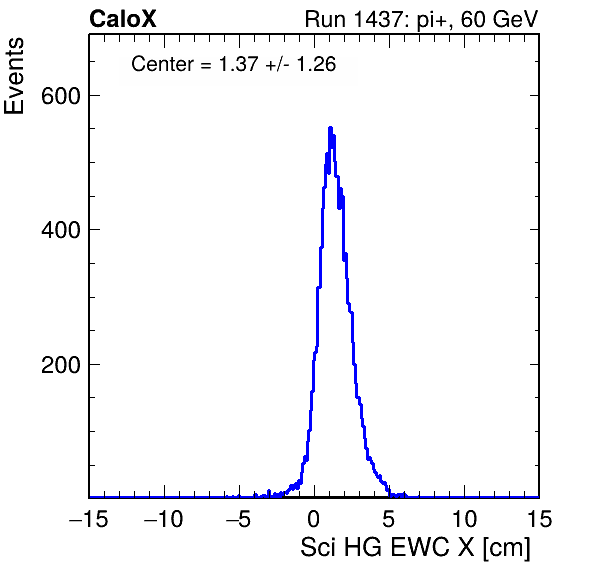 CaloX Run 1437: pi+, 60 GeV
Center = 1.37 +/- 1.26
Events
600
400
200
−15 −10 −5 0 5 10 15
Sci HG EWC X [cm]